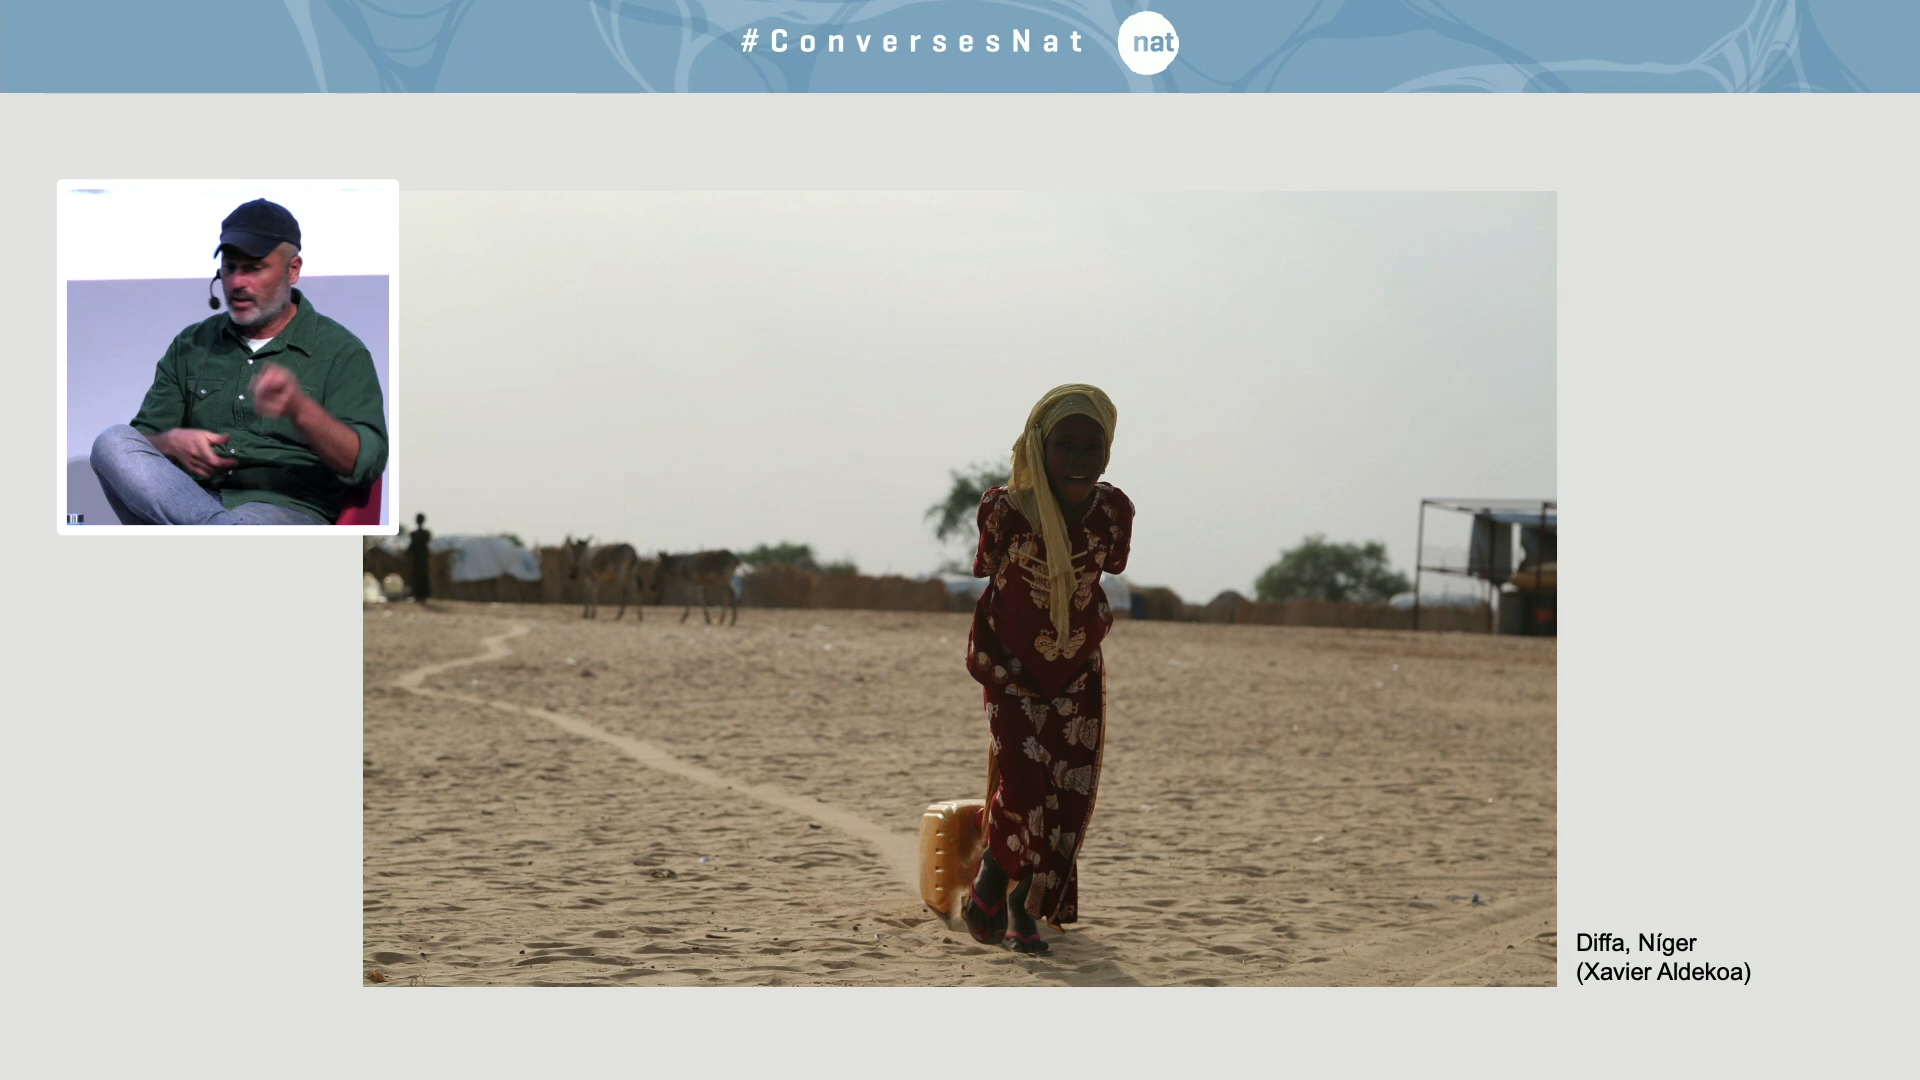 #ConversesNat
nat
Diffa, Níger
(Xavier Aldekoa)